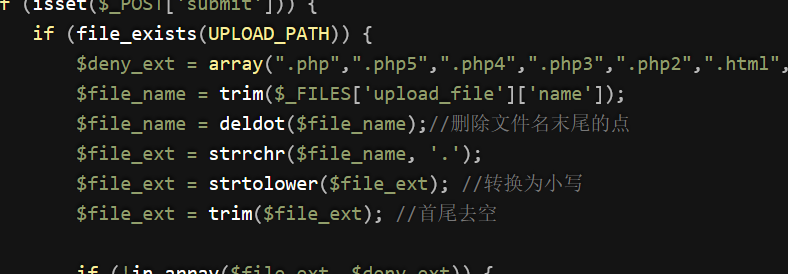 f (isset($_POST['submit'])) {
if (file_exists(UPLOAD_PATH)) {
$deny_ext = array(".php",".php5",".php4",".php3",".php2",".html",
$file_name = trim($_FILES['upload_file']['name']);
$file_name = deldot($file_name);//删除文件名末尾的点
$file_ext = strrchr($file_name, '.');
$file_ext = strtolower($file_ext); //转换为小写
$file_ext = trim($file_ext); //首尾去空
if (!in_array($file_ext, $deny_ext)) {